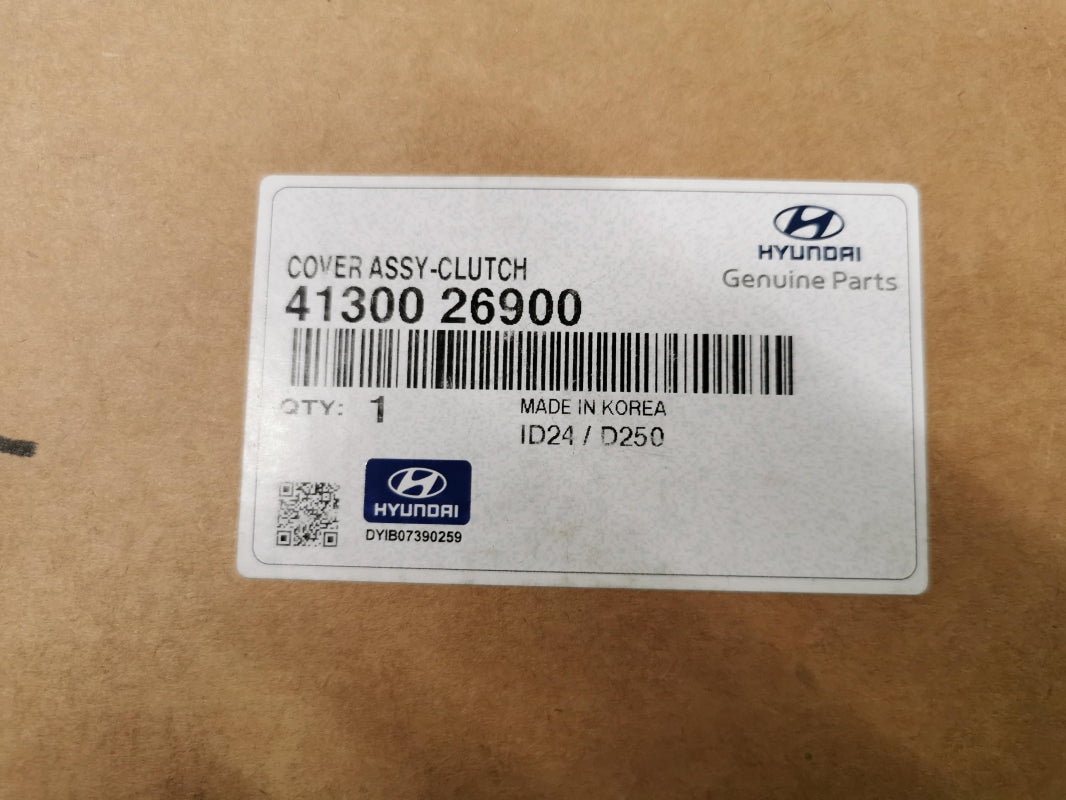 HYUNDAI
Genuine Parts
COVER ASSY-CLUTCH
41300 26900
QTY: 1
MADE IN KOREA
ID24 / D250
HYUNDAI
DYIB07390259